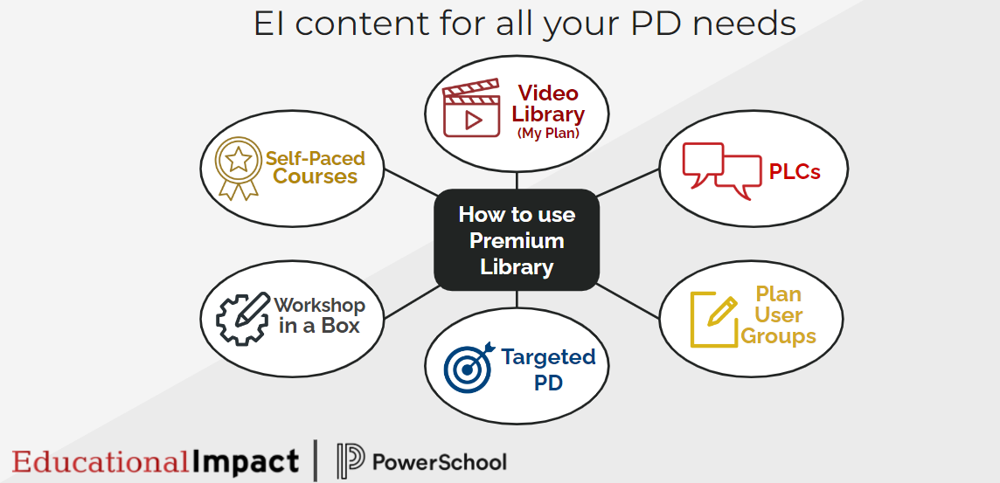 EI content for all your PD needs
Video
Library
(My Plan)
Self-Paced
Courses
PLCs
How to use
Premium
Library
Workshop
in a Box
Plan
User
Groups
Targeted
PD
EducationalImpact
PowerSchool